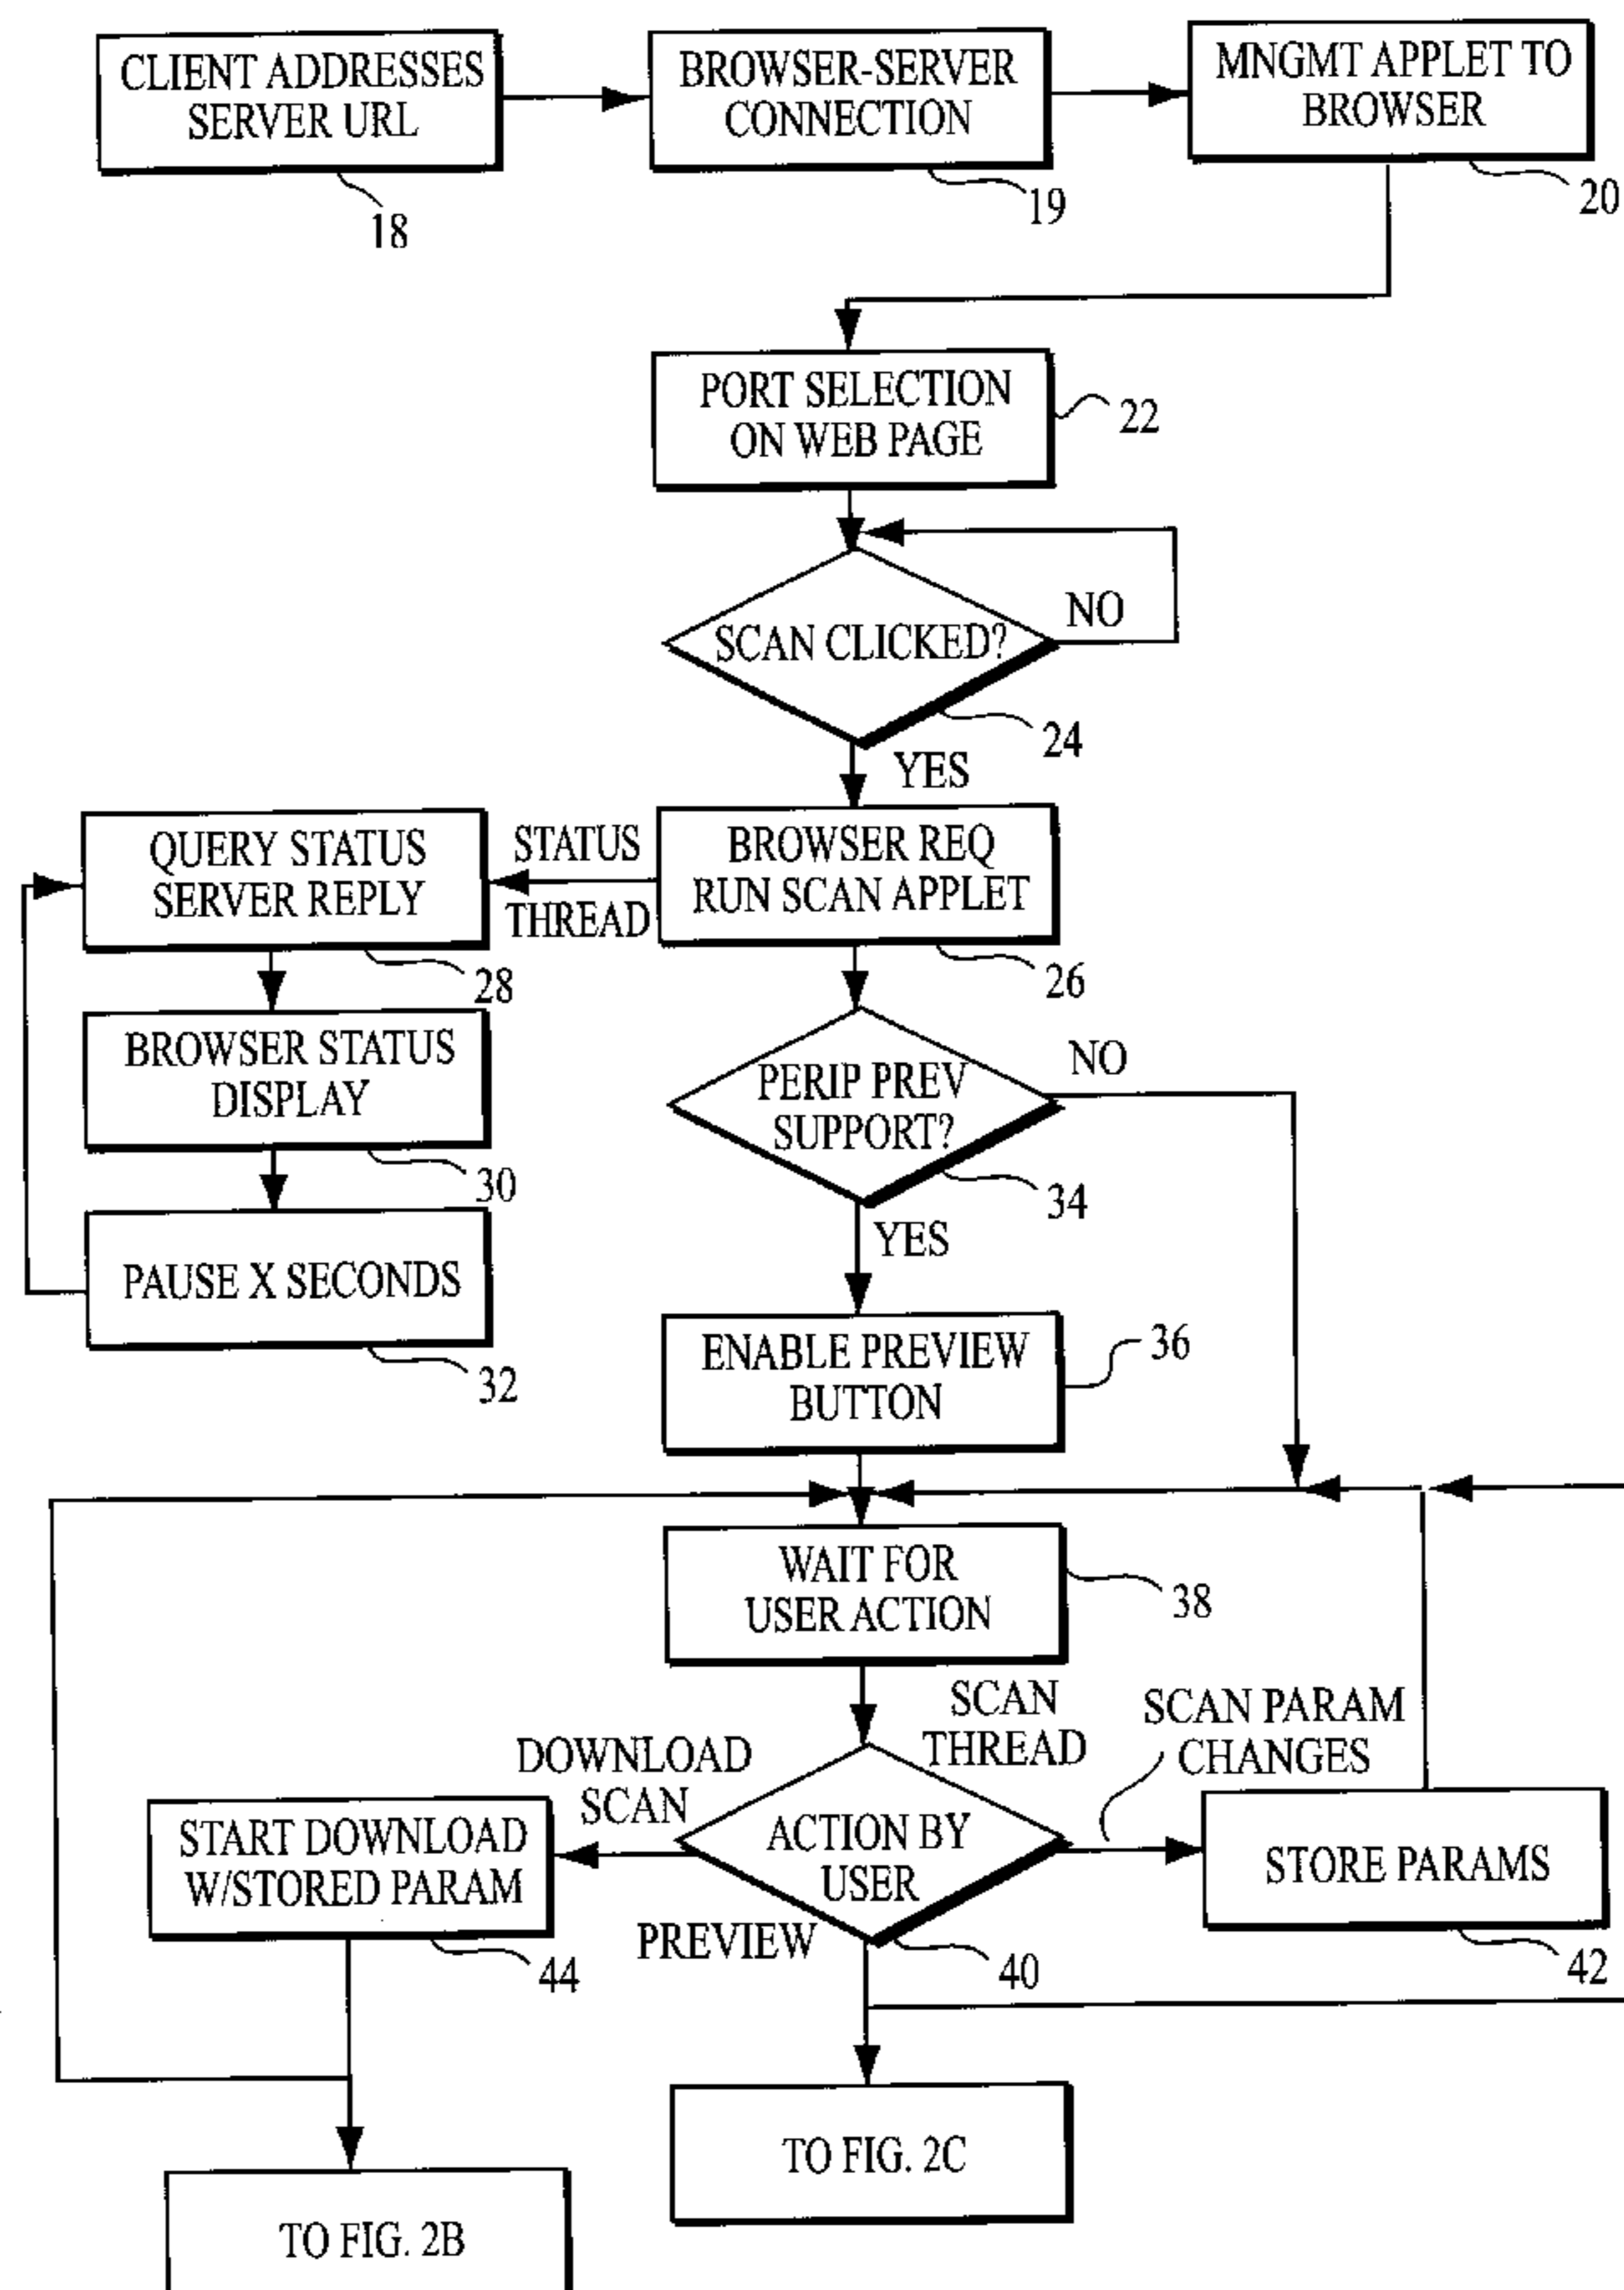 CLIENT ADDRESSES
SERVER URL
18
BROWSER-SERVER
CONNECTION
19
MNGMT APPLET TO
BROWSER
20
PORT SELECTION
ON WEB PAGE
22
SCAN CLICKED?
NO
24
YES
BROWSER REQ
RUN SCAN APPLET
26
STATUS
THREAD
QUERY STATUS
SERVER REPLY
28
BROWSER STATUS
DISPLAY
30
PAUSE X SECONDS
32
PERIP PREV
SUPPORT?
NO
34
YES
ENABLE PREVIEW
BUTTON
36
WAIT FOR
USER ACTION
38
SCAN
THREAD
ACTION BY
USER
40
SCAN PARAM
CHANGES
STORE PARAMS
42
DOWNLOAD
SCAN
START DOWNLOAD
W/STORED PARAM
44
PREVIEW
TO FIG. 2C
TO FIG. 2B